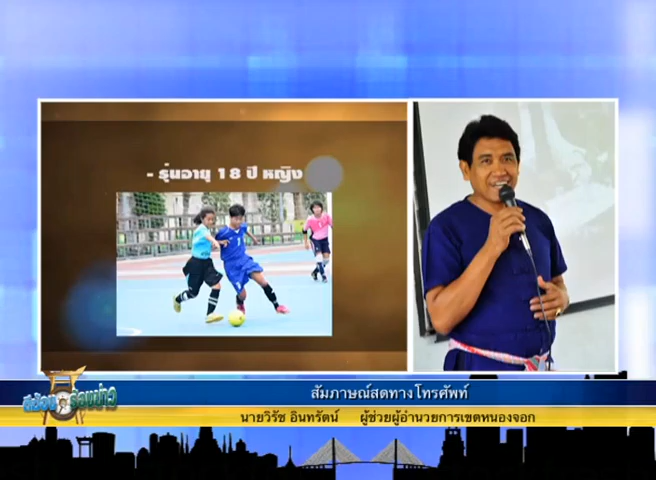 - รุ่นอายุ 18 ปี หญิง
สัมภาษณ์สดทางโทรศัพท์
นายวิรัช อินทรัตน์ ผู้ช่วยผู้อำนวยการเขตหนองจอก